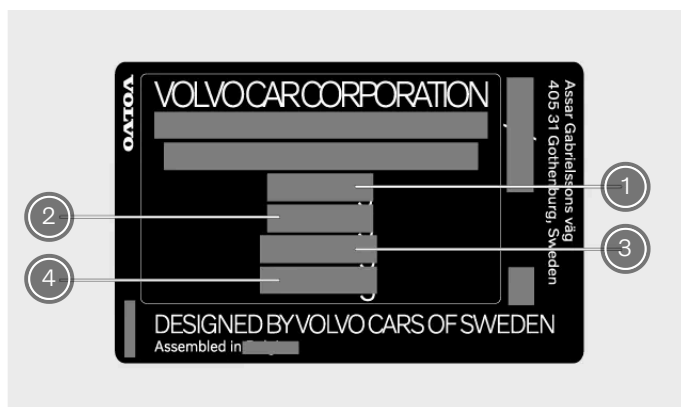 VOLVO
VOLVO CAR CORPORATION
Assar Gabrielssons väg
405 31 Gothenburg, Sweden
1
2
3
4
DESIGNED BY VOLVO CARS OF SWEDEN
Assembled in